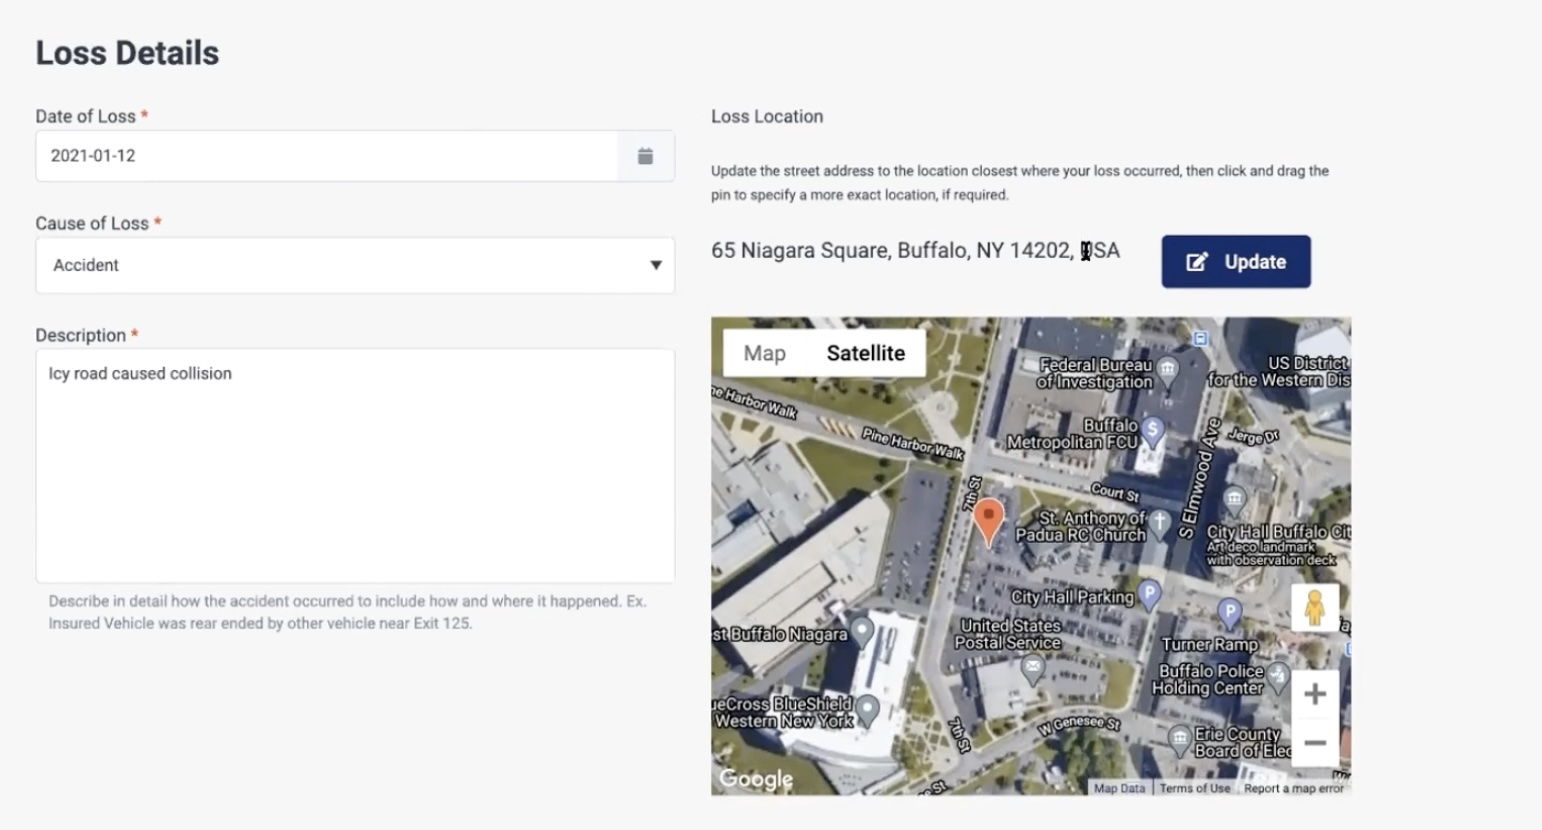 Loss Details
Date of Loss *
2021-01-12
Cause of Loss *
Accident
Description *
Icy road caused collision
Describe in detail how the accident occurred to include how and where it happened. Ex.
Insured Vehicle was rear ended by other vehicle near Exit 125.
Loss Location
Update the street address to the location closest where your loss occurred, then click and drag the
pin to specify a more exact location, if required.
65 Niagara Square, Buffalo, NY 14202, USA
Update
Map
Satellite
Federal Bureau
of Investigation
US District
for the Western Dis
ne Harbor Walk
Pine Harbor Walk
Buffalo
Metropolitan FCU
$
Jerge Dr
S Elmwood Ave
7th St
Court St
St. Anthony of
Padua RC Church
City Hall Buffalo Cit
Art deco landmark
with observation deck
City Hall Parking
P
P
United States
Postal Service
st Buffalo Niagara
Turner Ramp
Buffalo Police
Holding Center
ueCross BlueShield
Western New York
7th St
W Genesee St
Erie County
Board of Elec
e St
Google
Map Data
Terms of Use
Report a map error